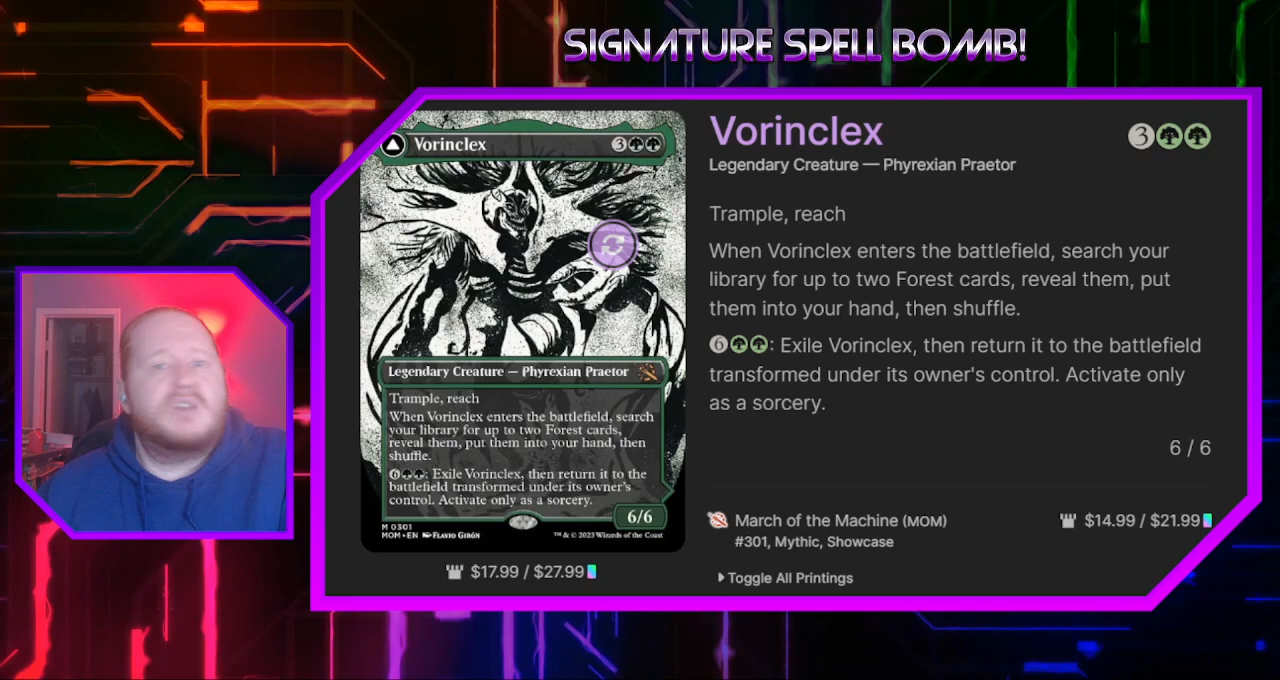 SIGNATURE SPELL BOMB!
Vorinclex
3
Legendary Creature — Phyrexian Praetor
Trample, reach
When Vorinclex enters the battlefield, search
your library for up to two Forest cards,
reveal them, put them into your hand, then
shuffle.
6 : Exile Vorinclex, then return it to the
battlefield transformed under its owner's
control. Activate only as a sorcery.
6/6
M 0301
MOM • EN FLAVIO GIRÓN
™ & © 2023 Wizards of the Coast
$17.99 / $27.99
Vorinclex
3
Legendary Creature — Phyrexian Praetor
Trample, reach
When Vorinclex enters the battlefield, search your
library for up to two Forest cards, reveal them, put
them into your hand, then shuffle.
6 : Exile Vorinclex, then return it to the battlefield
transformed under its owner's control. Activate only
as a sorcery.
6 / 6
March of the Machine (MOM)
#301, Mythic, Showcase
$14.99 / $21.99
Toggle All Printings